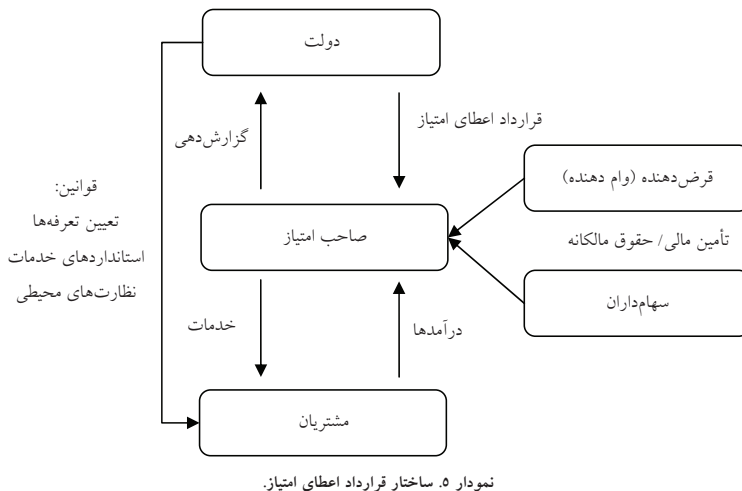 دولت
قرارداد اعطای امتیاز
گزارش‌دهی
قرض‌دهنده (وام دهنده)
قوانین:
تعیین تعرفه‌ها
استانداردهای خدمات
نظارت‌های محیطی
صاحب امتیاز
تأمین مالی/ حقوق مالکانه
سهام‌داران
درآمدها
خدمات
مشتریان
نمودار ۵. ساختار قرارداد اعطای امتیاز.